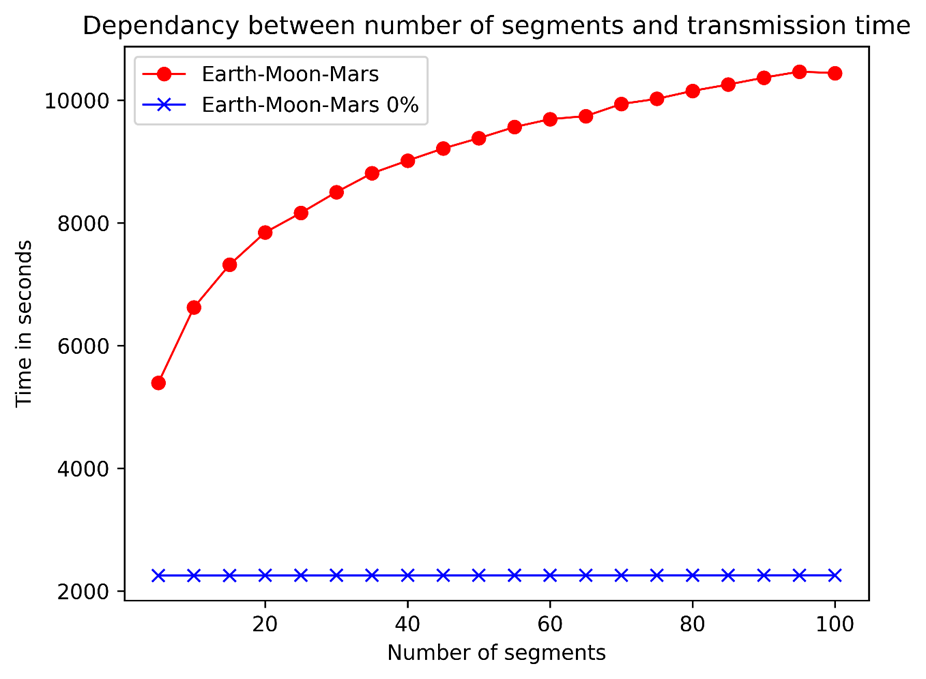 Dependancy between number of segments and transmission time
Earth-Moon-Mars
Earth-Moon-Mars 0%
10000
8000
6000
4000
2000
Time in seconds
20 40 60 80 100
Number of segments